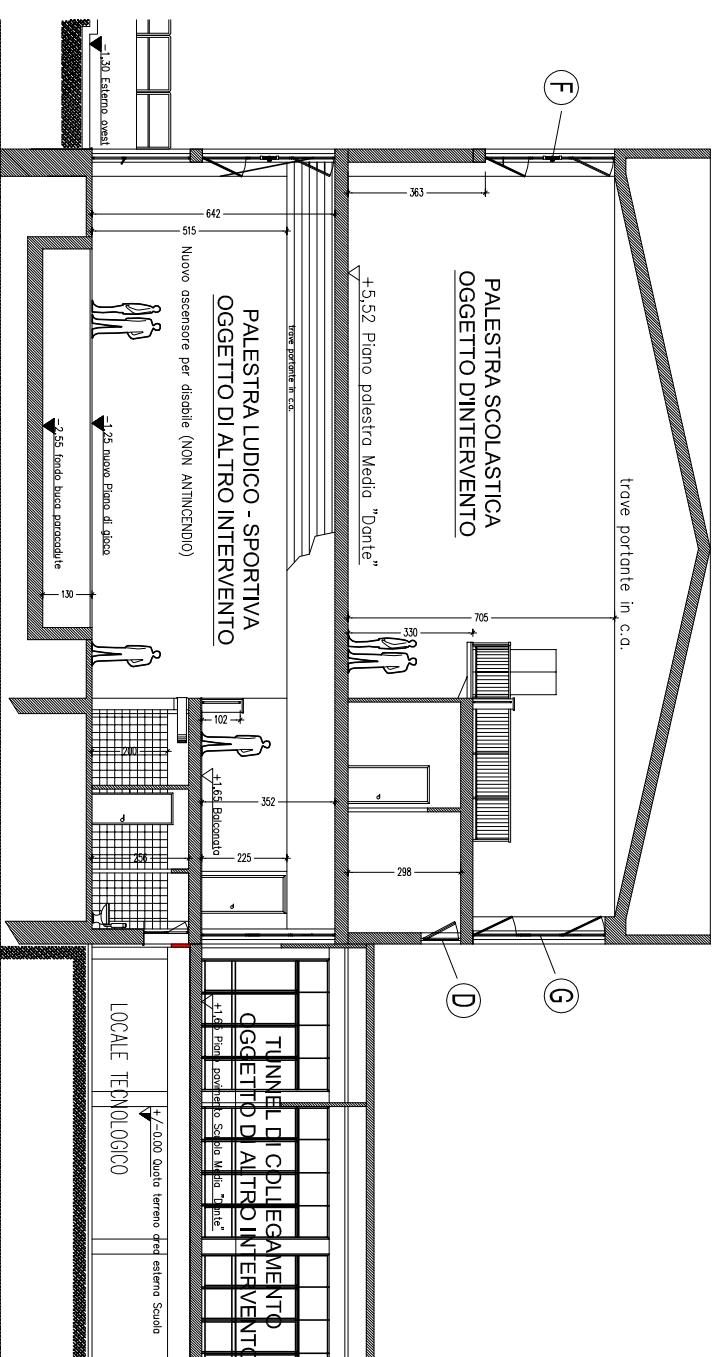 F
G
D
trave portante in c.a.
PALESTRA SCOLASTICA
OGGETTO D'INTERVENTO
363
705
330
298
+5,52 Piano palestra Media "Dante"
trave portante in c.a.
PALESTRA LUDICO - SPORTIVA
OGGETTO DI ALTRO INTERVENTO
Nuovo ascensore per disabile (NON ANTINCENDIO)
642
515
102
352
225
+1,65 Balconata
200
256
-1,30 Esterno ovest
-1,25 nuovo Piano di gioco
-2,55 fondo buca paracadute
130
TUNNEL DI COLLEGAMENTO
OGGETTO DI ALTRO INTERVENTO
+1,65 Piano pavimento Scuola Media "Dante"
+/-0.00 Quota terreno area esterna Scuola
LOCALE TECNOLOGICO